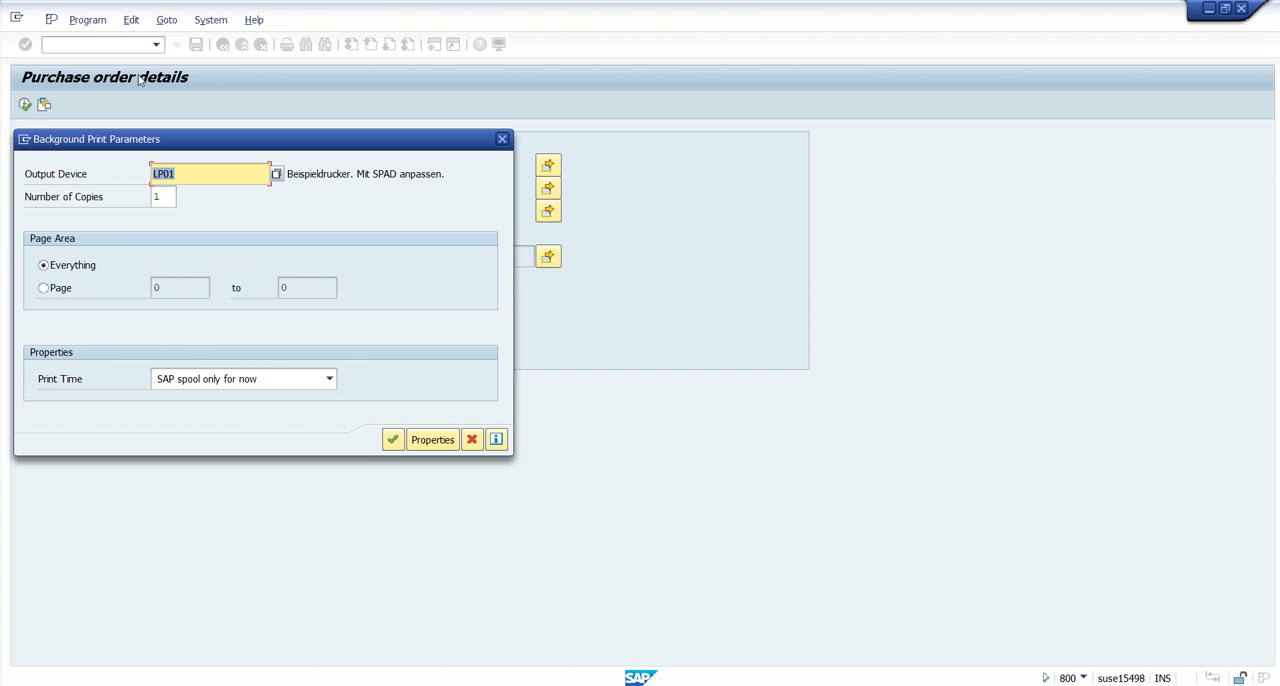 Program Edit Goto System Help
Purchase order details
Background Print Parameters
Output Device LP01 Beispieldrucker. Mit SPAD anpassen.
Number of Copies 1
Page Area
Everything
Page 0 to 0
Properties
Print Time SAP spool only for now
Properties
SAP 800 suse15498 INS